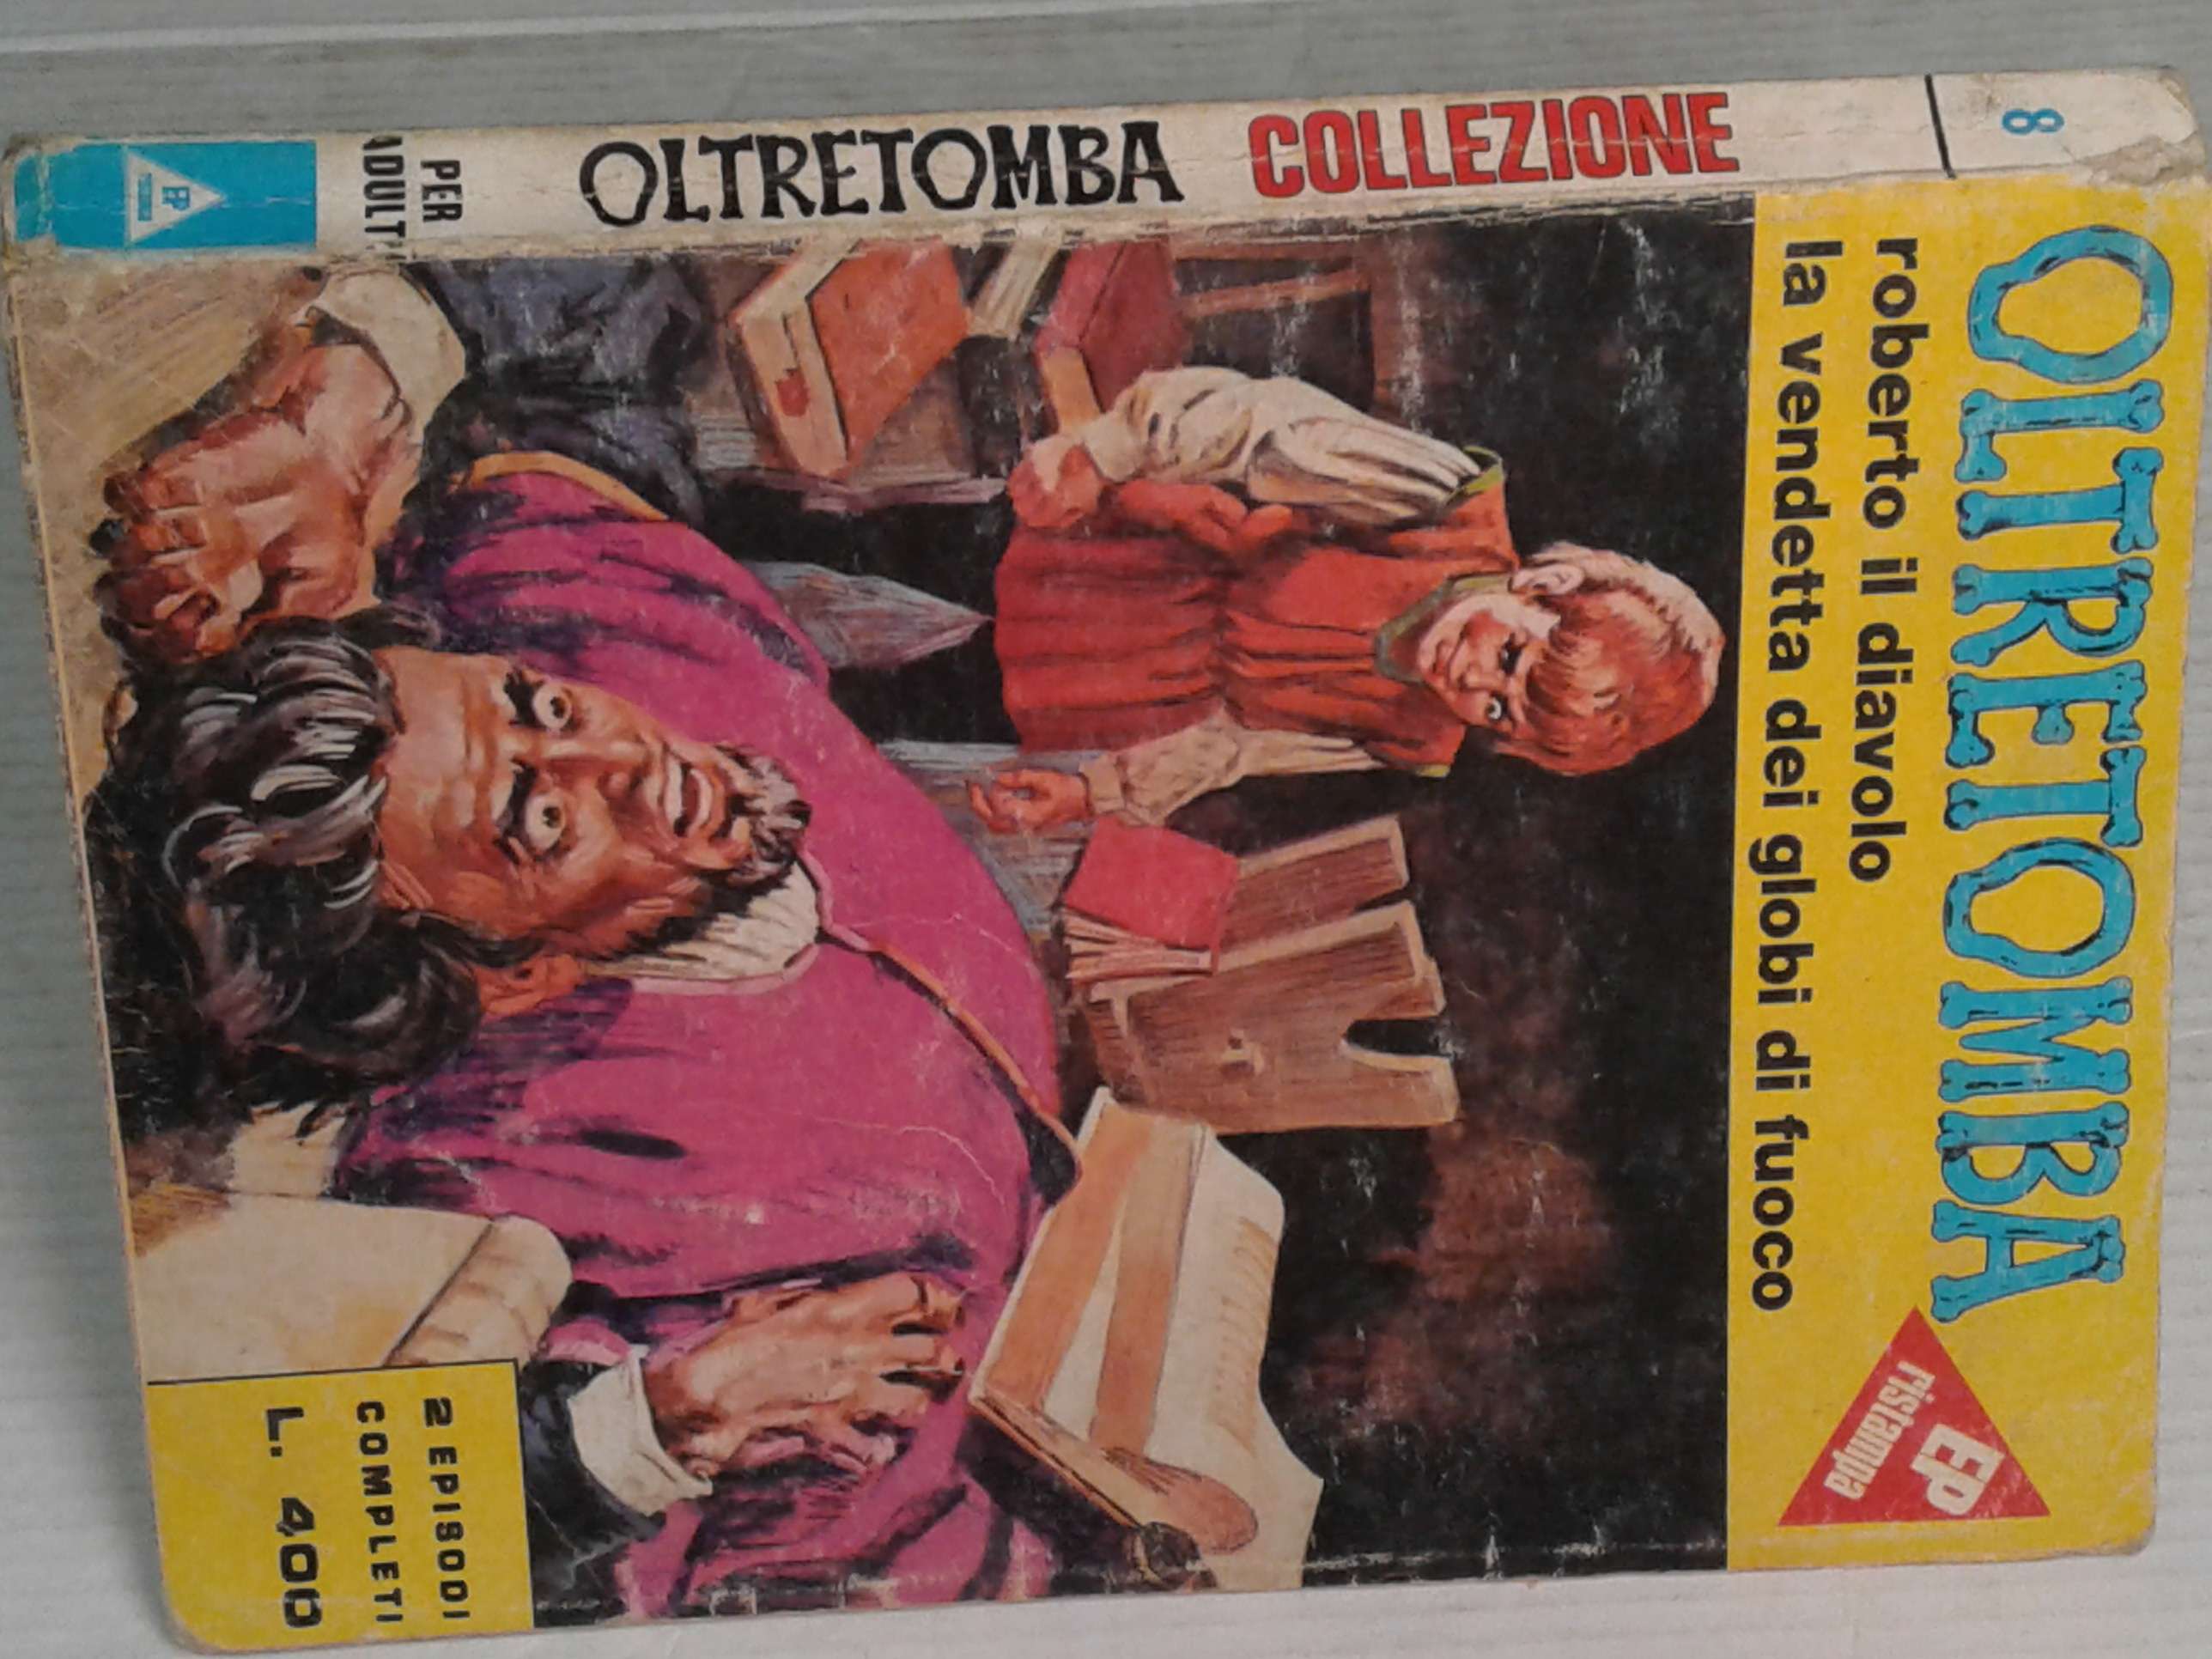 OLTRETOMBA
roberto il diavolo
la vendetta dei globi di fuoco
EP
ristampa
2 EPISODI
COMPLETI
L. 400
8
OLTRETOMBA COLLEZIONE
PER
ADULTI
EP